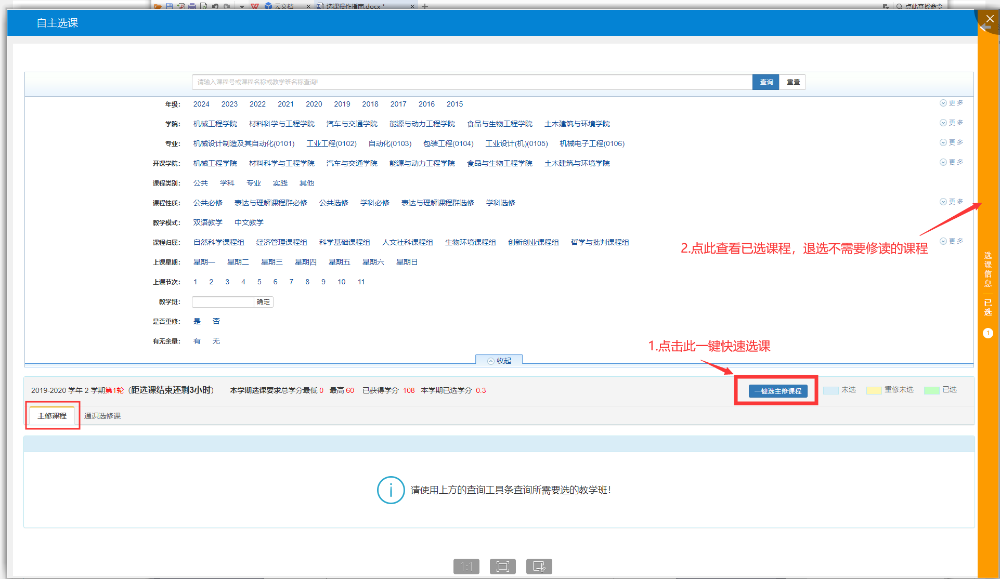 云文档 选课操作指南.docx * 点此查找命令
自主选课
请输入课程号或课程名称或教学班名称查询! 查询 重置
年级： 2024 2023 2022 2021 2020 2019 2018 2017 2016 2015 更多
学院： 机械工程学院 材料科学与工程学院 汽车与交通学院 能源与动力工程学院 食品与生物工程学院 土木建筑与环境学院 更多
专业： 机械设计制造及其自动化(0101) 工业工程(0102) 自动化(0103) 包装工程(0104) 工业设计(机)(0105) 机械电子工程(0106) 更多
开课学院： 机械工程学院 材料科学与工程学院 汽车与交通学院 能源与动力工程学院 食品与生物工程学院 土木建筑与环境学院 更多
课程类别： 公共 学科 专业 实践 其他
课程性质： 公共必修 表达与理解课程群必修 公共选修 学科必修 表达与理解课程群选修 学科选修 更多
教学模式： 双语教学 中文教学
课程归属： 自然科学课程组 经济管理课程组 科学基础课程组 人文社科课程组 生物环境课程组 创新创业课程组 哲学与批判课程组 更多
2.点此查看已选课程，退选不需要修读的课程
上课星期： 星期一 星期二 星期三 星期四 星期五 星期六 星期日
上课节次： 1 2 3 4 5 6 7 8 9 10 11
教学班： 确定
是否重修： 是 否
有无余量： 有 无
选课信息 已选 1
1.点击此一键快速选课
收起
2019-2020 学年 2 学期第1轮（距选课结束还剩3小时） 本学期选课要求总学分最低 0 最高 60 已获得学分 108 本学期已选学分 0.3 一键选主修课程 未选 重修未选 已选
主修课程 通识选修课
请使用上方的查询工具条查询所需要选的教学班！
1:1